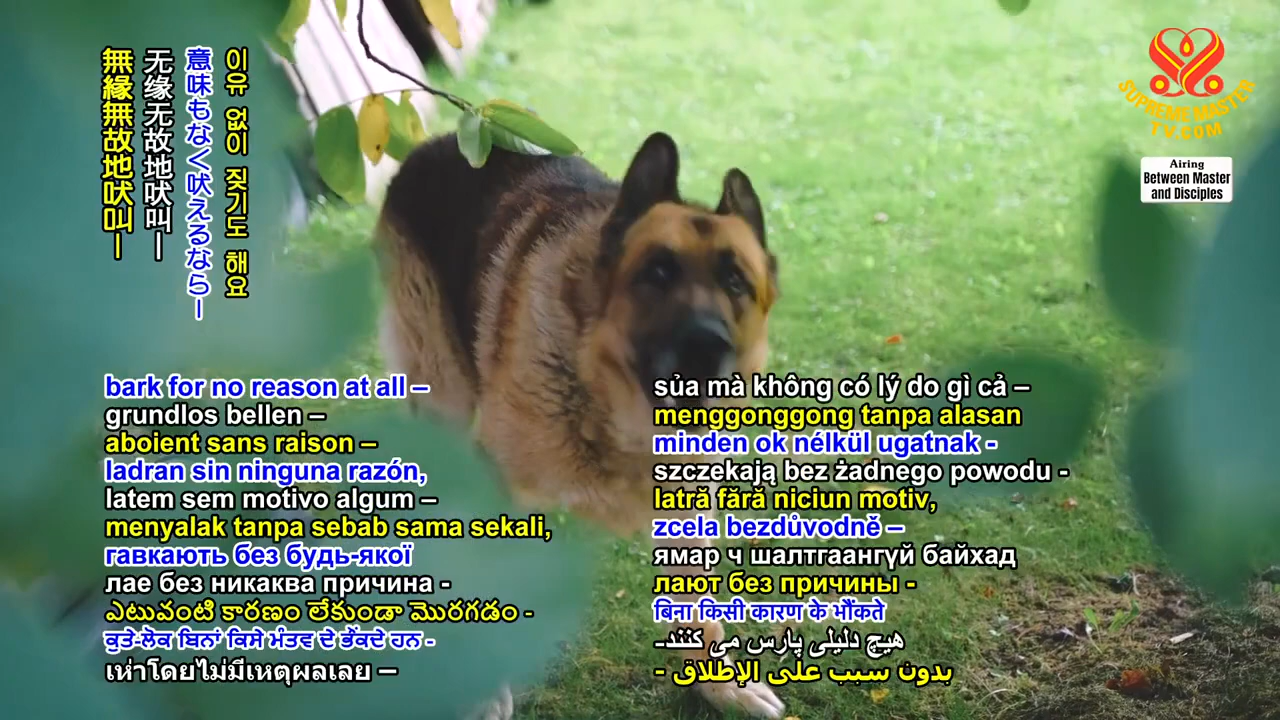 無緣無故地吠叫—
无缘无故地吠叫—
意味もなく吠えるなら—
이유 없이 짖기도 해요
SUPREME MASTER
TV.COM
Airing
Between Master
and Disciples
bark for no reason at all –
grundlos bellen –
aboient sans raison –
ladran sin ninguna razón,
latem sem motivo algum –
menyalak tanpa sebab sama sekali,
гавкають без будь-якої
лае без никаква причина -
ఎటువంటి కారణం లేకుండా మొరగడం -
ਕੁਤੇ-ਲੋਕ ਬਿਨਾਂ ਕਿਸੇ ਮੰਤਵ ਦੇ ਭੌਂਕਦੇ ਹਨ -
เห่าโดยไม่มีเหตุผลเลย –
sủa mà không có lý do gì cả –
menggonggong tanpa alasan
minden ok nélkül ugatnak -
szczekają bez żadnego powodu -
latră fără niciun motiv,
zcela bezdůvodně –
ямар ч шалтгаангүй байхад
лают без причины -
बिना किसी कारण के भौंकते
هیچ دلیلی پارس می کنند-
بدون سبب على الإطلاق -